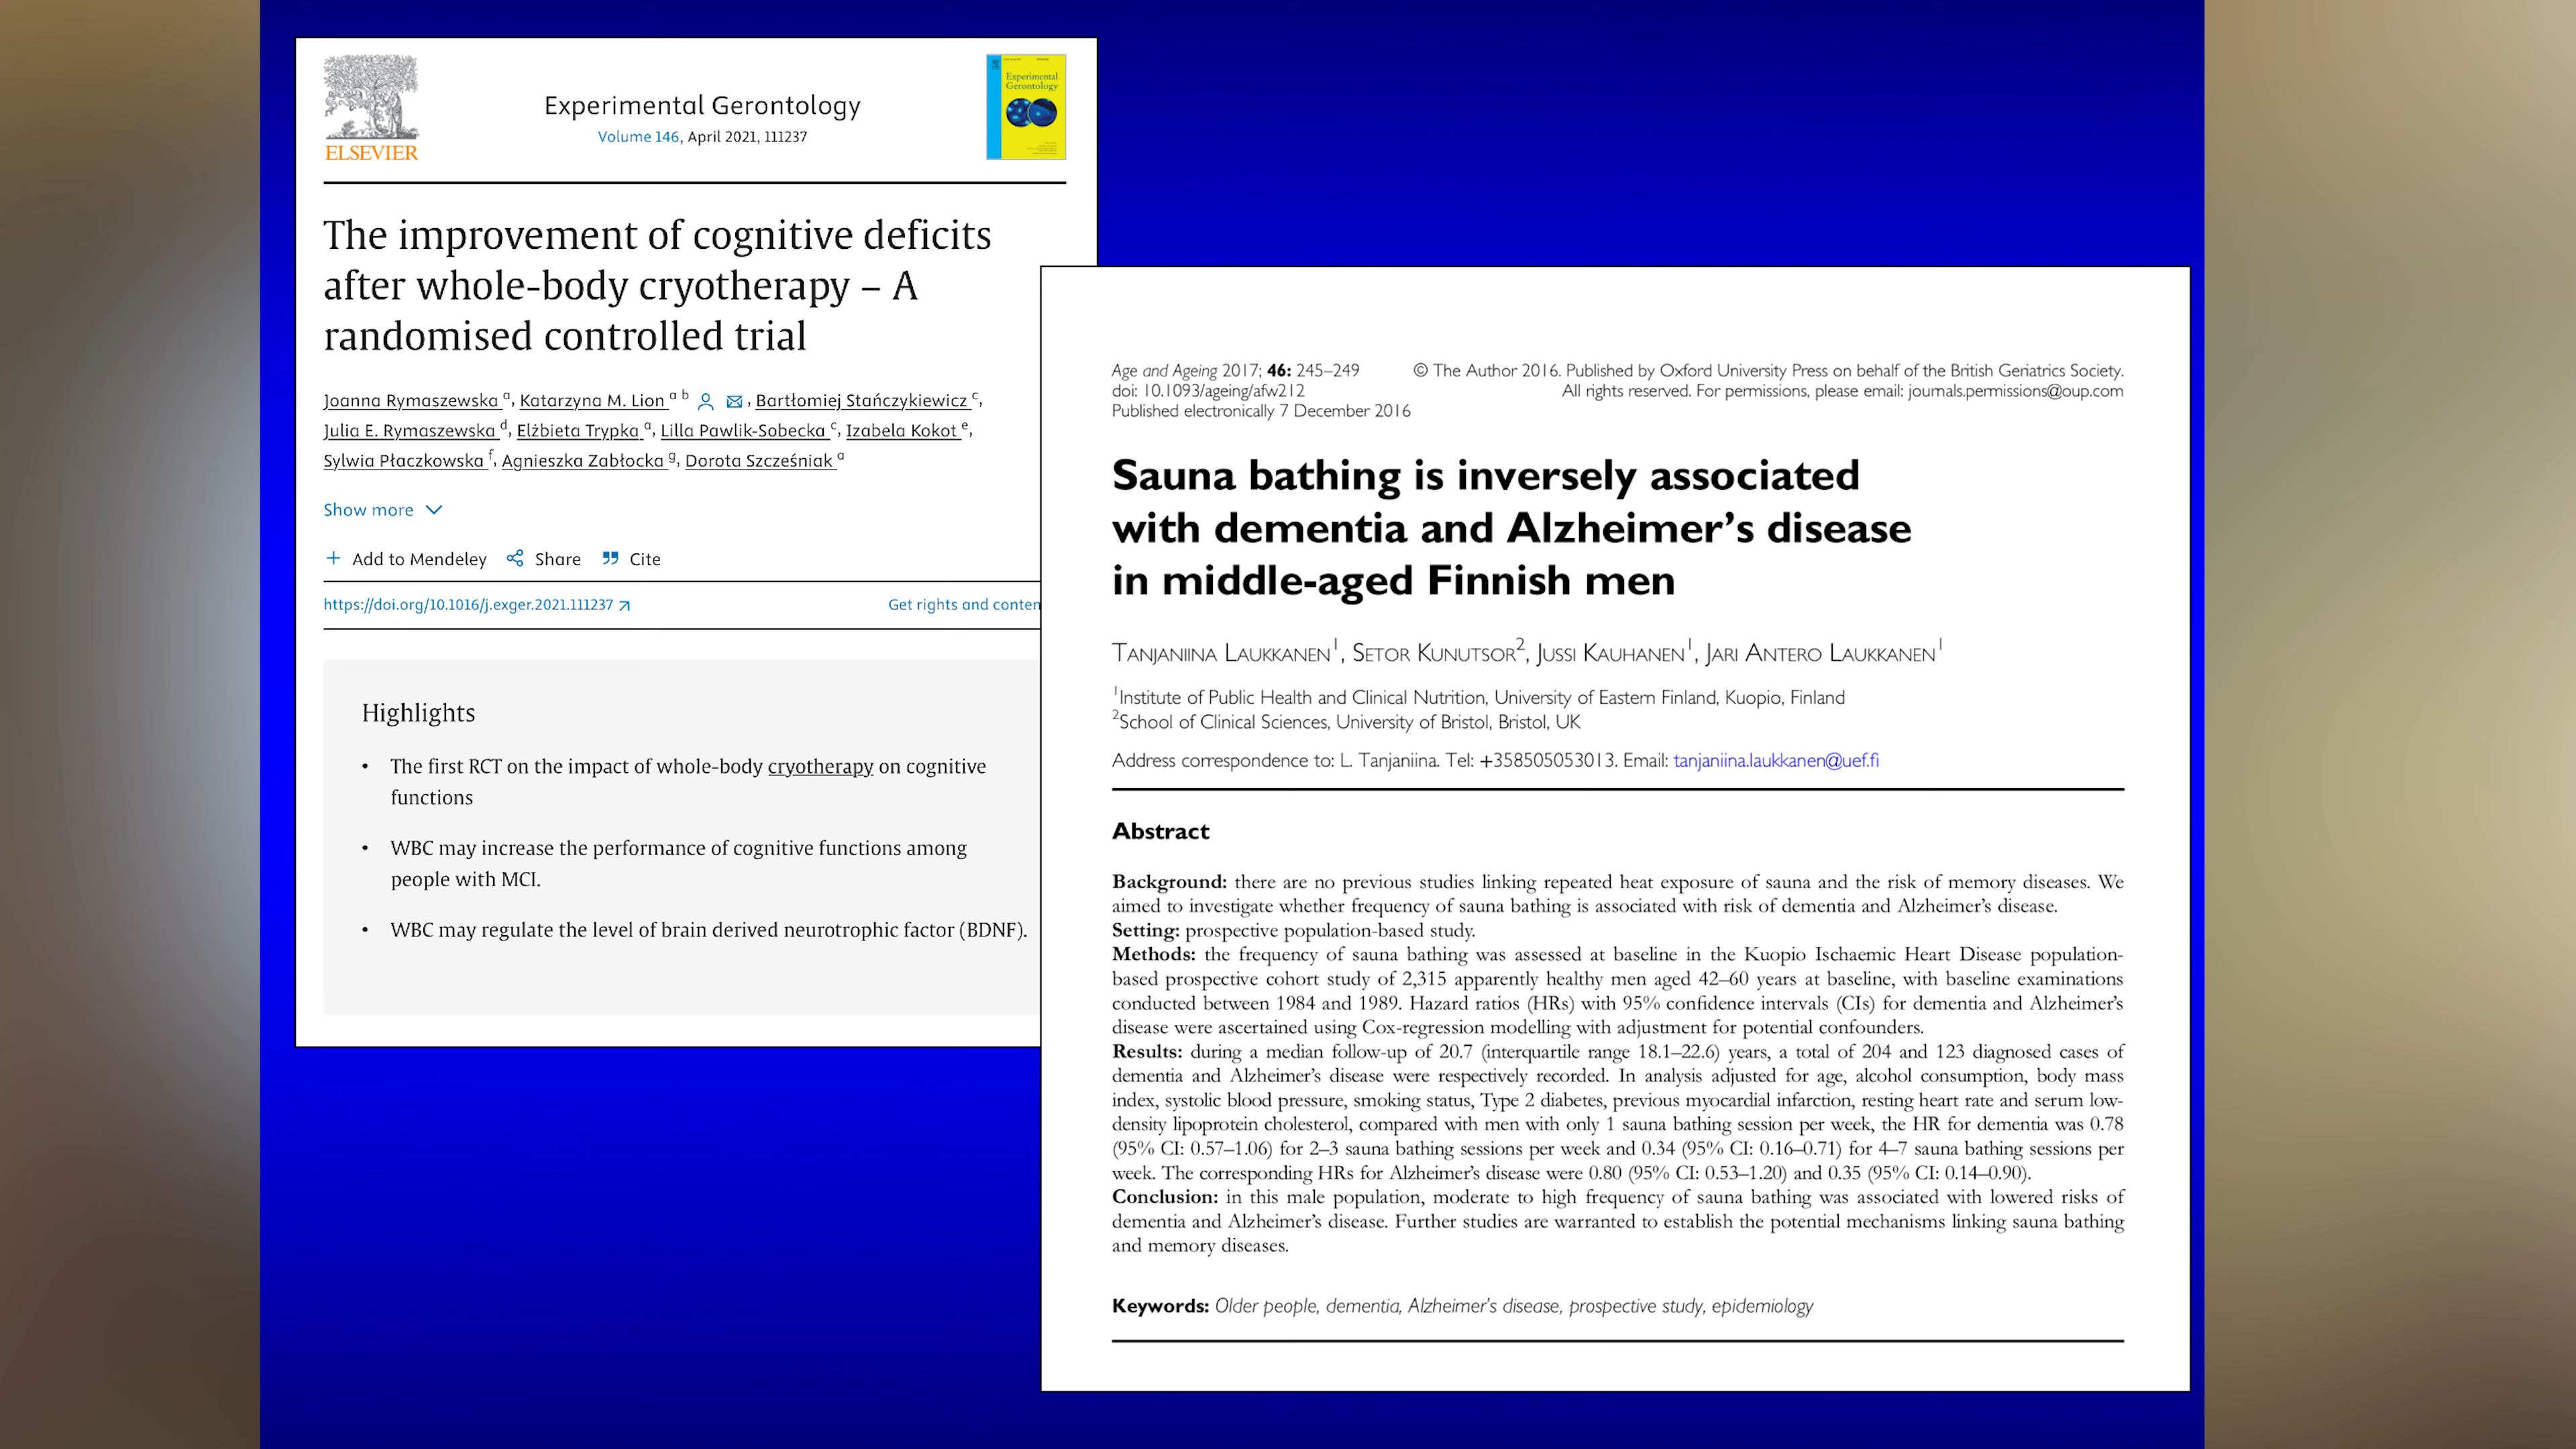 ELSEVIER
Experimental Gerontology
Volume 146, April 2021, 111237
Experimental
Gerontology
The improvement of cognitive deficits
after whole-body cryotherapy – A
randomised controlled trial
Joanna Rymaszewska a, Katarzyna M. Lion a b, Bartłomiej Stańczykiewicz c,
Julia E. Rymaszewska d, Elżbieta Trypka a, Lilla Pawlik-Sobecka c, Izabela Kokot e,
Sylwia Płaczkowska f, Agnieszka Zabłocka g, Dorota Szcześniak a
Show more
+ Add to Mendeley Share Cite
https://doi.org/10.1016/j.exger.2021.111237 Get rights and conten
Highlights
• The first RCT on the impact of whole-body cryotherapy on cognitive
functions
• WBC may increase the performance of cognitive functions among
people with MCI.
• WBC may regulate the level of brain derived neurotrophic factor (BDNF).
Age and Ageing 2017; 46: 245–249 © The Author 2016. Published by Oxford University Press on behalf of the British Geriatrics Society.
doi: 10.1093/ageing/afw212 All rights reserved. For permissions, please email: journals.permissions@oup.com
Published electronically 7 December 2016
Sauna bathing is inversely associated
with dementia and Alzheimer's disease
in middle-aged Finnish men
TANJANIINA LAUKKANEN1, SETOR KUNUTSOR2, JUSSI KAUHANEN1, JARI ANTERO LAUKKANEN1
1Institute of Public Health and Clinical Nutrition, University of Eastern Finland, Kuopio, Finland
2School of Clinical Sciences, University of Bristol, Bristol, UK
Address correspondence to: L. Tanjaniina. Tel: +358505053013. Email: tanjaniina.laukkanen@uef.fi
Abstract
Background: there are no previous studies linking repeated heat exposure of sauna and the risk of memory diseases. We
aimed to investigate whether frequency of sauna bathing is associated with risk of dementia and Alzheimer's disease.
Setting: prospective population-based study.
Methods: the frequency of sauna bathing was assessed at baseline in the Kuopio Ischaemic Heart Disease population-
based prospective cohort study of 2,315 apparently healthy men aged 42–60 years at baseline, with baseline examinations
conducted between 1984 and 1989. Hazard ratios (HRs) with 95% confidence intervals (CIs) for dementia and Alzheimer's
disease were ascertained using Cox-regression modelling with adjustment for potential confounders.
Results: during a median follow-up of 20.7 (interquartile range 18.1–22.6) years, a total of 204 and 123 diagnosed cases of
dementia and Alzheimer's disease were respectively recorded. In analysis adjusted for age, alcohol consumption, body mass
index, systolic blood pressure, smoking status, Type 2 diabetes, previous myocardial infarction, resting heart rate and serum low-
density lipoprotein cholesterol, compared with men with only 1 sauna bathing session per week, the HR for dementia was 0.78
(95% CI: 0.57–1.06) for 2–3 sauna bathing sessions per week and 0.34 (95% CI: 0.16–0.71) for 4–7 sauna bathing sessions per
week. The corresponding HRs for Alzheimer's disease were 0.80 (95% CI: 0.53–1.20) and 0.35 (95% CI: 0.14–0.90).
Conclusion: in this male population, moderate to high frequency of sauna bathing was associated with lowered risks of
dementia and Alzheimer's disease. Further studies are warranted to establish the potential mechanisms linking sauna bathing
and memory diseases.
Keywords: Older people, dementia, Alzheimer's disease, prospective study, epidemiology